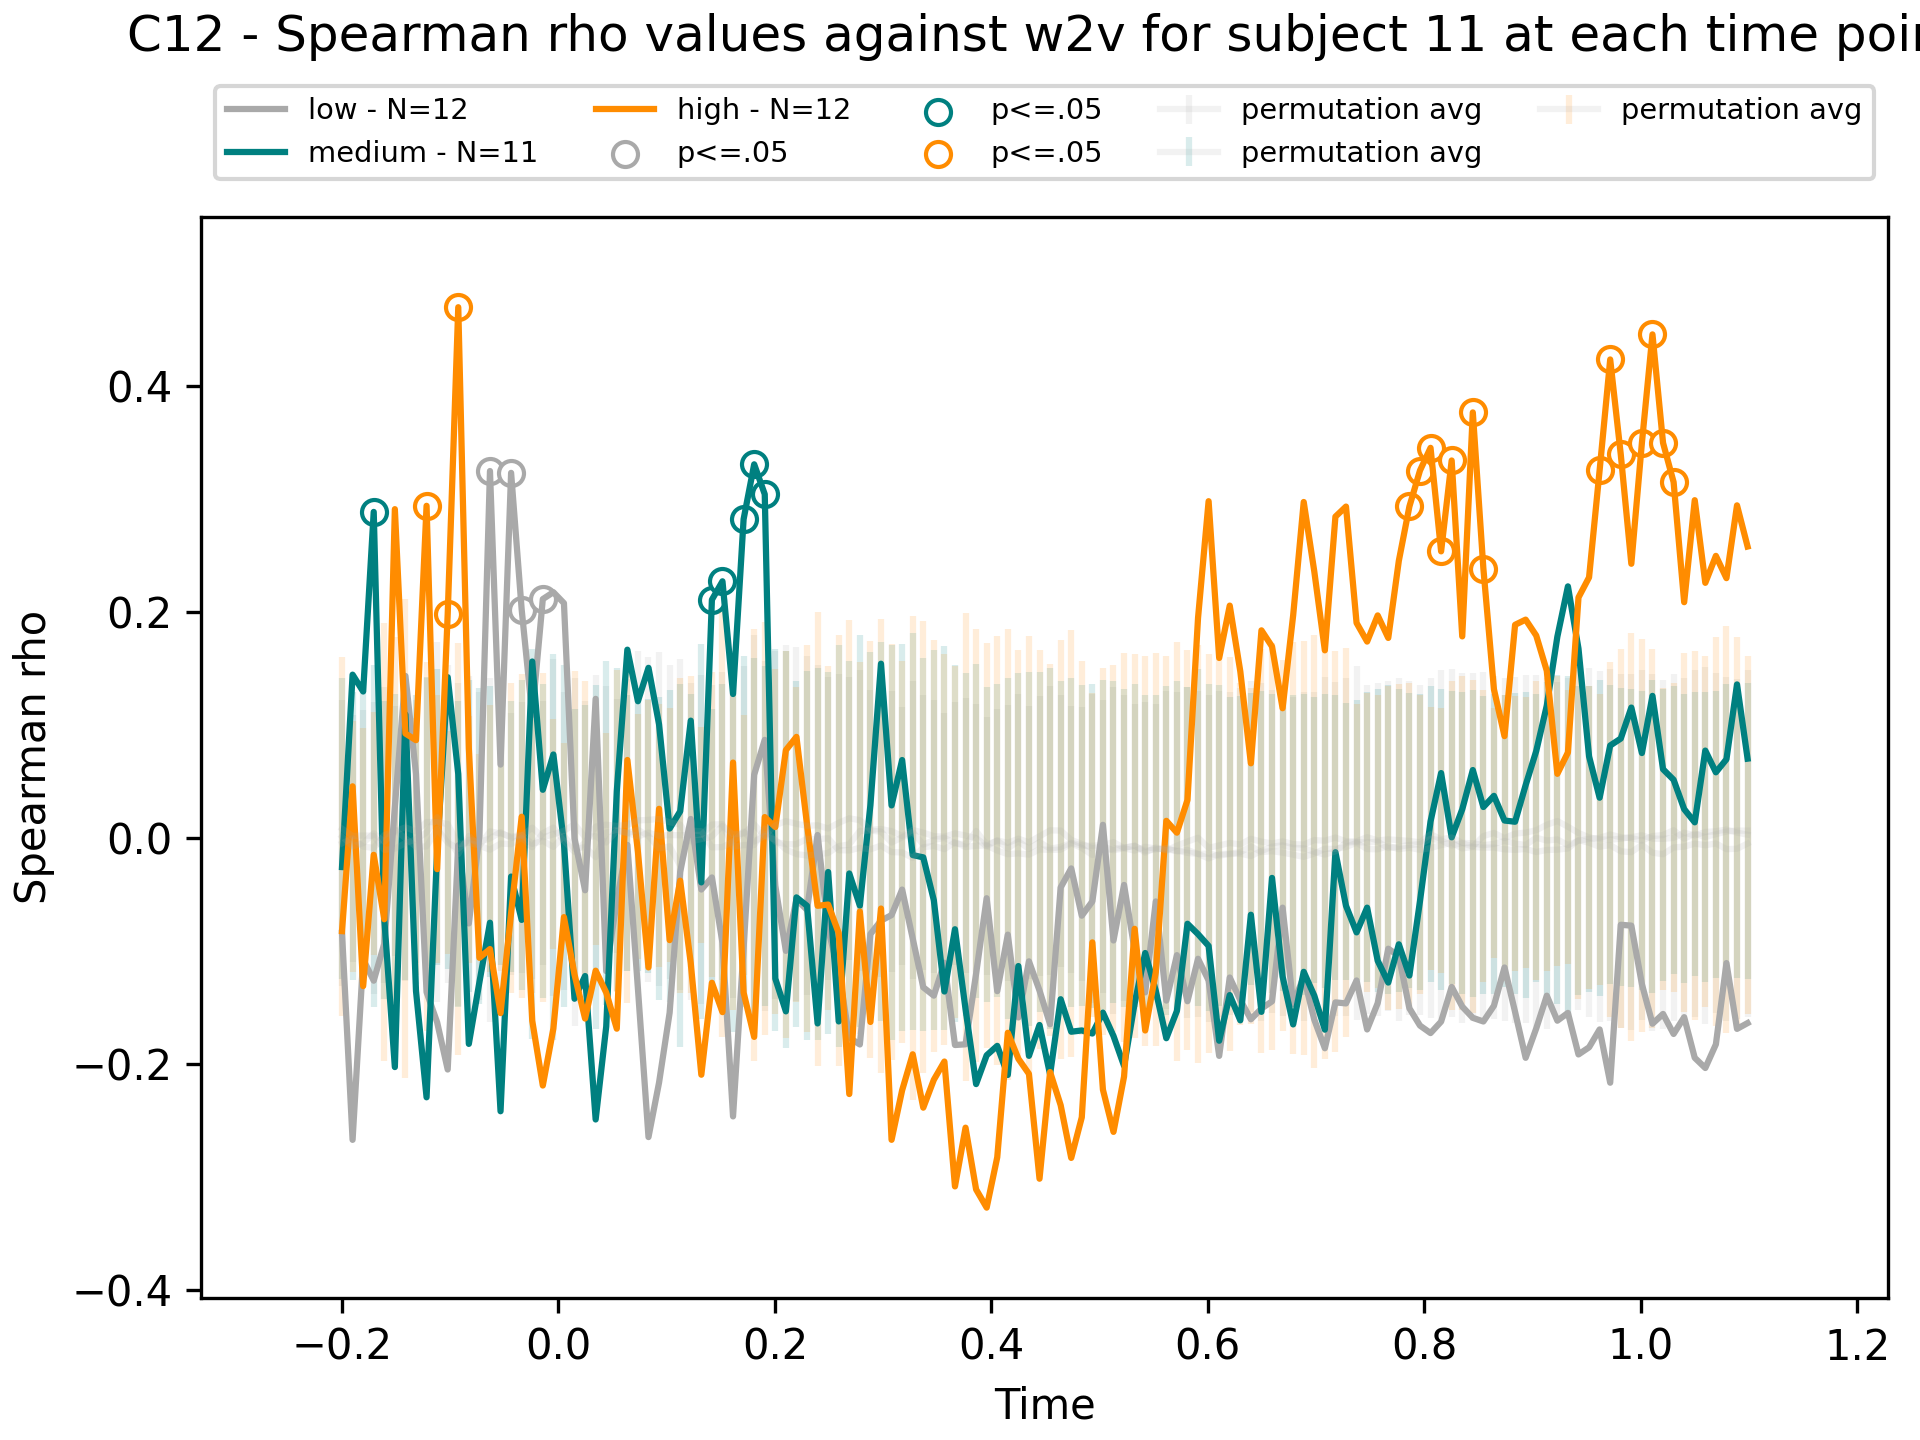 C12 - Spearman rho values against w2v for subject 11 at each time poi
low - N=12
medium - N=11
high - N=12
p<=.05
p<=.05
p<=.05
permutation avg
permutation avg
permutation avg
Spearman rho
0.4
0.2
0.0
−0.2
−0.4
−0.2 0.0 0.2 0.4 0.6 0.8 1.0 1.2
Time